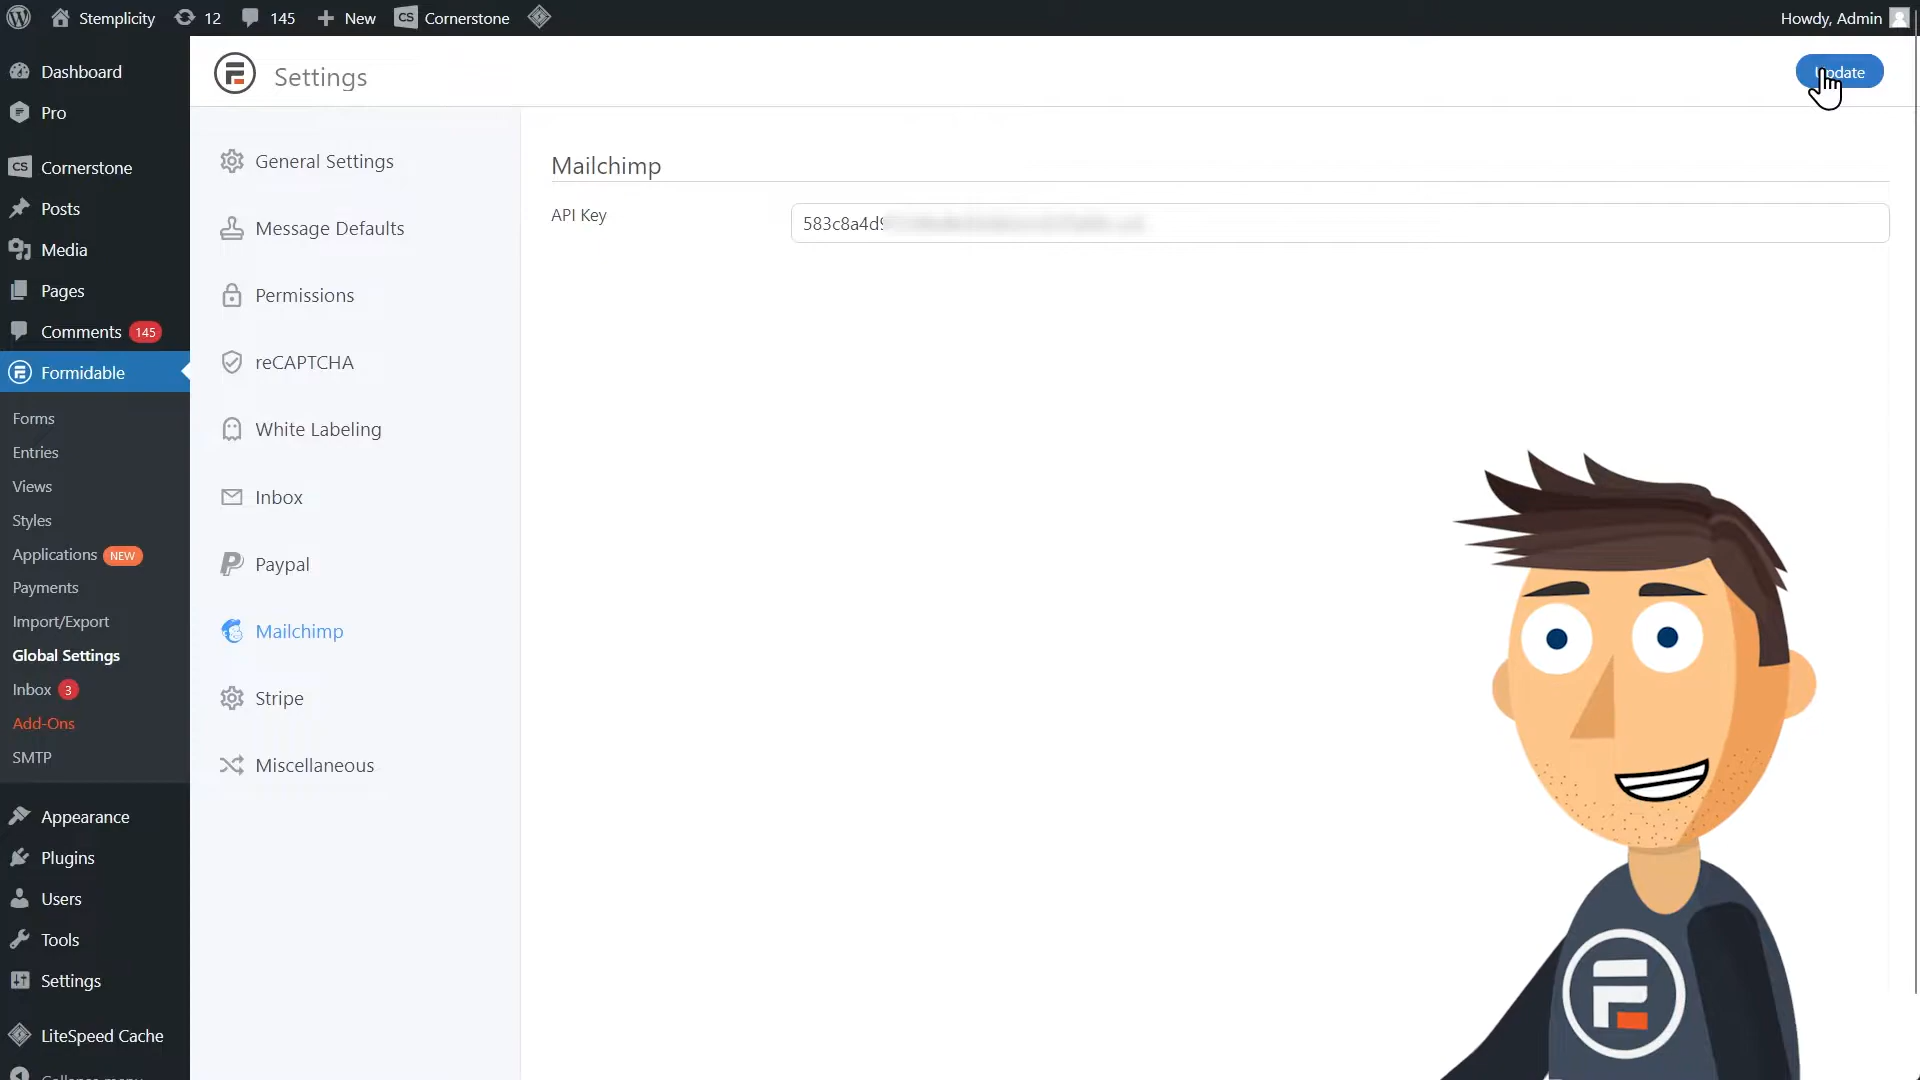 Stemplicity
12
145
New
CS
Cornerstone
Howdy, Admin
Dashboard
Pro
CS
Cornerstone
Posts
Media
Pages
Comments 145
Formidable
Forms
Entries
Views
Styles
Applications NEW
Payments
Import/Export
Global Settings
Inbox 3
Add-Ons
SMTP
Appearance
Plugins
Users
Tools
Settings
LiteSpeed Cache
Settings
Update
General Settings
Message Defaults
Permissions
reCAPTCHA
White Labeling
Inbox
Paypal
Mailchimp
Stripe
Miscellaneous
Mailchimp
API Key
583c8a4d9